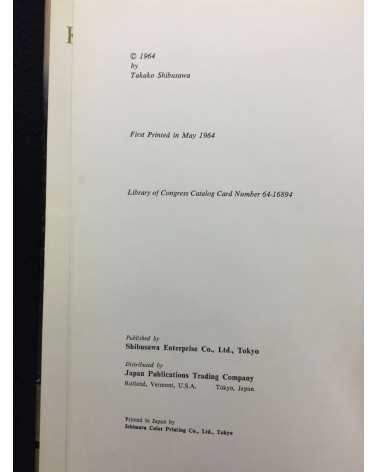 © 1964
by
Takako Shibusawa
First Printed in May 1964
Library of Congress Catalog Card Number 64-16894
Published by
Shibusawa Enterprise Co., Ltd., Tokyo
Distributed by
Japan Publications Trading Company
Rutland, Vermont, U.S.A. Tokyo, Japan
Printed in Japan by
Ichimura Color Printing Co., Ltd., Tokyo